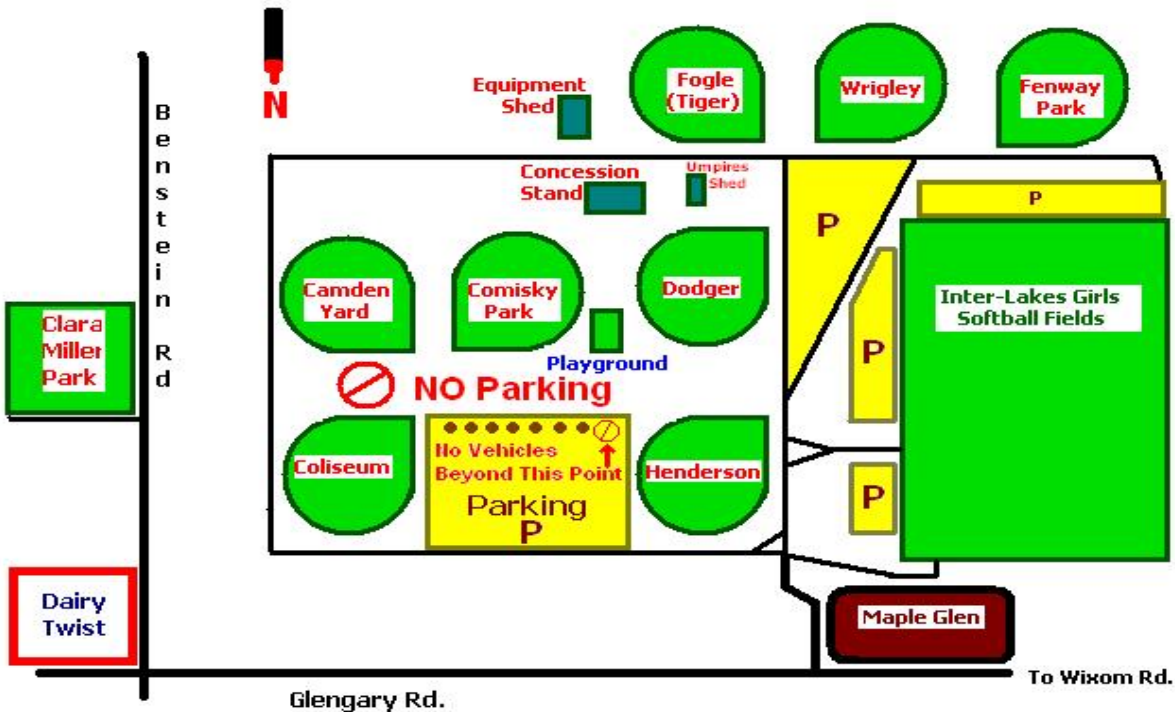 Benstein Rd
N
Equipment
Shed
Fogle
(Tiger)
Wrigley
Fenway
Park
Concession
Stand
Umpires
Shed
P
P
Camden
Yard
Comisky
Park
Dodger
Inter-Lakes Girls
Softball Fields
Clara
Miller
Park
Playground
P
NO Parking
Coliseum
No Vehicles
Beyond This Point
Henderson
Parking
P
P
Dairy
Twist
Maple Glen
To Wixom Rd.
Glengary Rd.